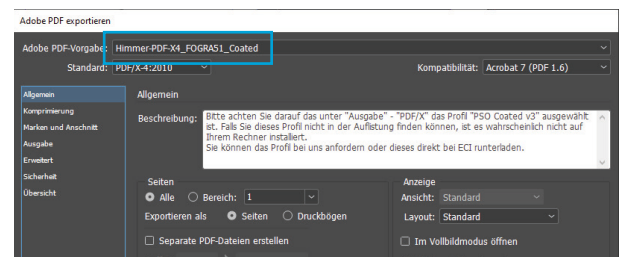 Adobe PDF exportieren
Adobe PDF-Vorgabe: Himmer-PDF-X4_FOGRA51_Coated
Standard: PDF/X-4:2010 Kompatibilität: Acrobat 7 (PDF 1.6)
Allgemein
Komprimierung
Marken und Anschnitt
Ausgabe
Erweitert
Sicherheit
Übersicht
Allgemein
Beschreibung: Bitte achten Sie darauf das unter "Ausgabe" - "PDF/X" das Profil "PSO Coated v3" ausgewählt
ist. Falls Sie dieses Profil nicht in der Auflistung finden können, ist es wahrscheinlich nicht auf
Ihrem Rechner installiert.
Sie können das Profil bei uns anfordern oder dieses direkt bei ECI runterladen.
Seiten
Alle Bereich: 1
Exportieren als Seiten Druckbögen
Separate PDF-Dateien erstellen
Anzeige
Ansicht: Standard
Layout: Standard
Im Vollbildmodus öffnen